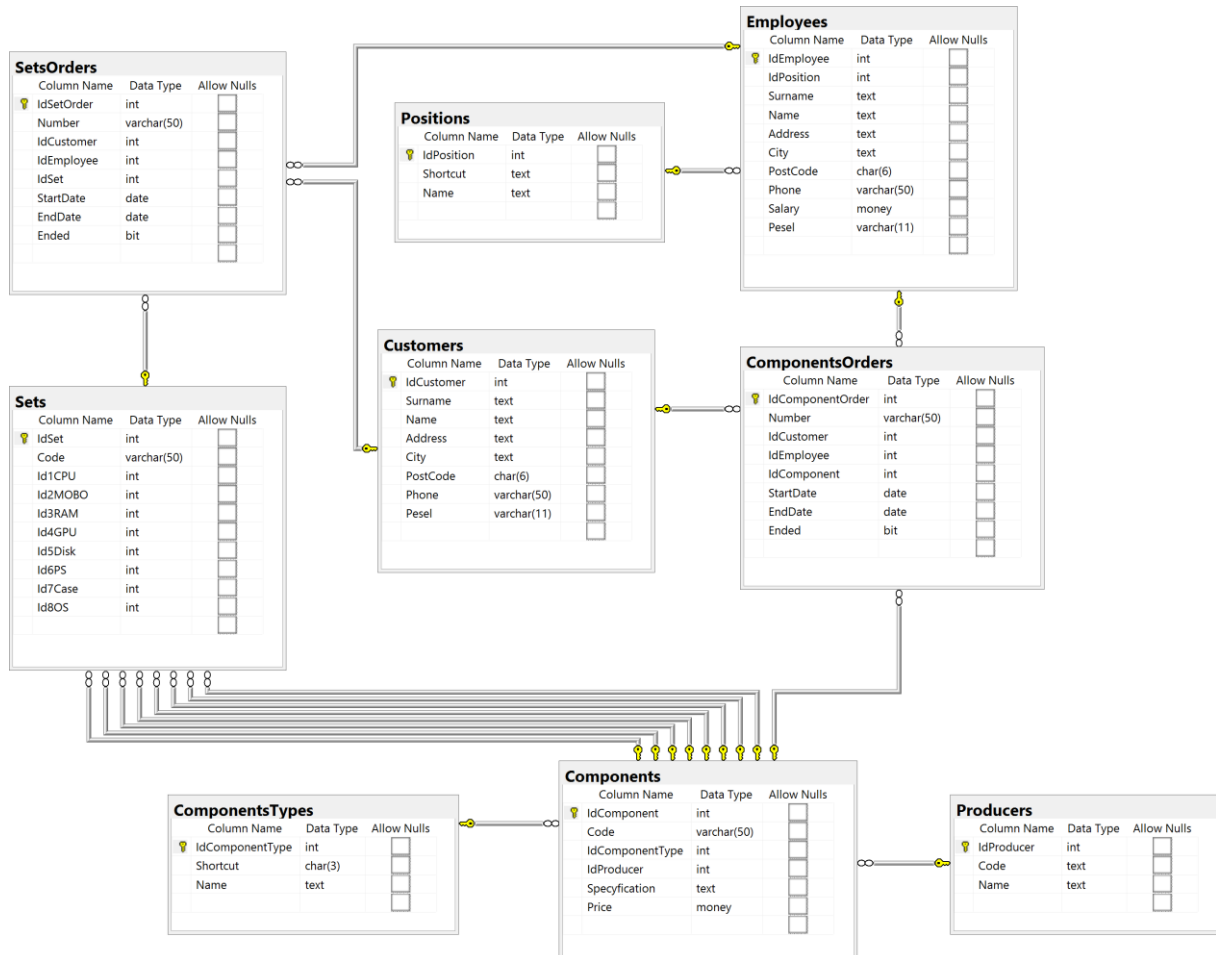 Employees
Column Name Data Type Allow Nulls
IdEmployee int
IdPosition int
Surname text
Name text
Address text
City text
PostCode char(6)
Phone varchar(50)
Salary money
Pesel varchar(11)
SetsOrders
Column Name Data Type Allow Nulls
IdSetOrder int
Number varchar(50)
IdCustomer int
IdEmployee int
IdSet int
StartDate date
EndDate date
Ended bit
Positions
Column Name Data Type Allow Nulls
IdPosition int
Shortcut text
Name text
Customers
Column Name Data Type Allow Nulls
IdCustomer int
Surname text
Name text
Address text
City text
PostCode char(6)
Phone varchar(50)
Pesel varchar(11)
ComponentsOrders
Column Name Data Type Allow Nulls
IdComponentOrder int
Number varchar(50)
IdCustomer int
IdEmployee int
IdComponent int
StartDate date
EndDate date
Ended bit
Sets
Column Name Data Type Allow Nulls
IdSet int
Code varchar(50)
Id1CPU int
Id2MOBO int
Id3RAM int
Id4GPU int
Id5Disk int
Id6PS int
Id7Case int
Id8OS int
Components
Column Name Data Type Allow Nulls
IdComponent int
Code varchar(50)
IdComponentType int
IdProducer int
Specyfication text
Price money
ComponentsTypes
Column Name Data Type Allow Nulls
IdComponentType int
Shortcut char(3)
Name text
Producers
Column Name Data Type Allow Nulls
IdProducer int
Code text
Name text